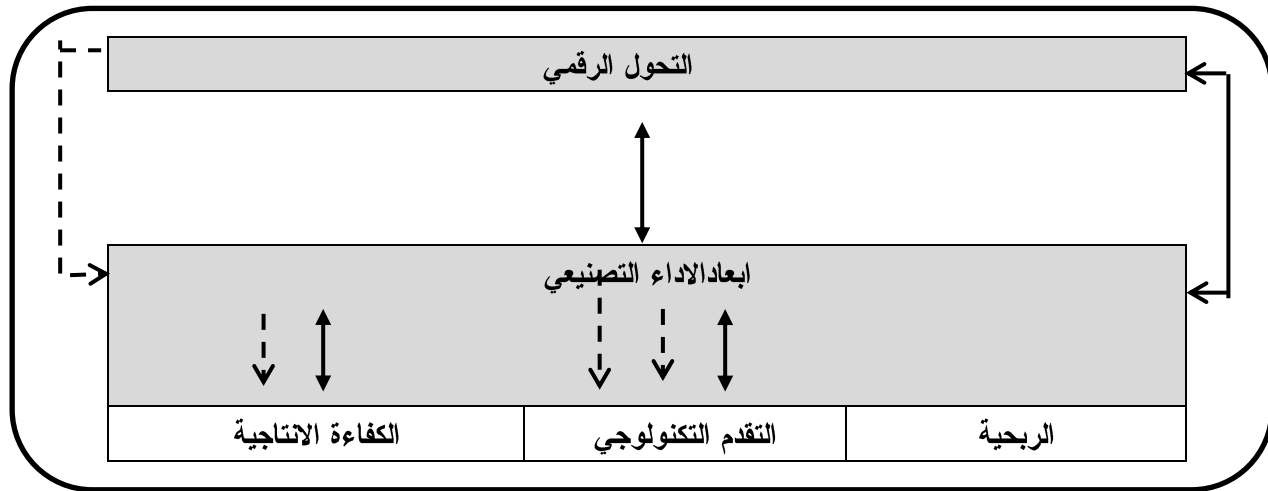 التحول الرقمي
ابعادالاداء التصنيعي
الربحية
التقدم التكنولوجي
الكفاءة الانتاجية